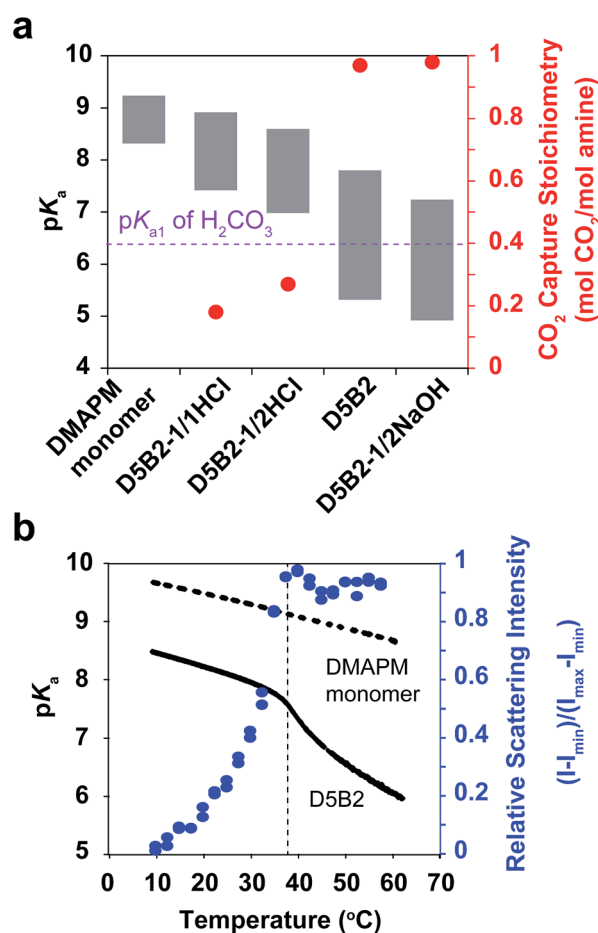 a
10
9
8
7
6
5
4
pKa
pKa1 of H2CO3
1
0.8
0.6
0.4
0.2
0
CO2 Capture Stoichiometry
(mol CO2/mol amine)
DMAPM
monomer
D5B2-1/1HCl
D5B2-1/2HCl
D5B2
D5B2-1/2NaOH
b
10
9
8
7
6
5
pKa
DMAPM
monomer
D5B2
1
0.8
0.6
0.4
0.2
0
Relative Scattering Intensity
(I-Imin)/(Imax-Imin)
0 10 20 30 40 50 60 70
Temperature (oC)